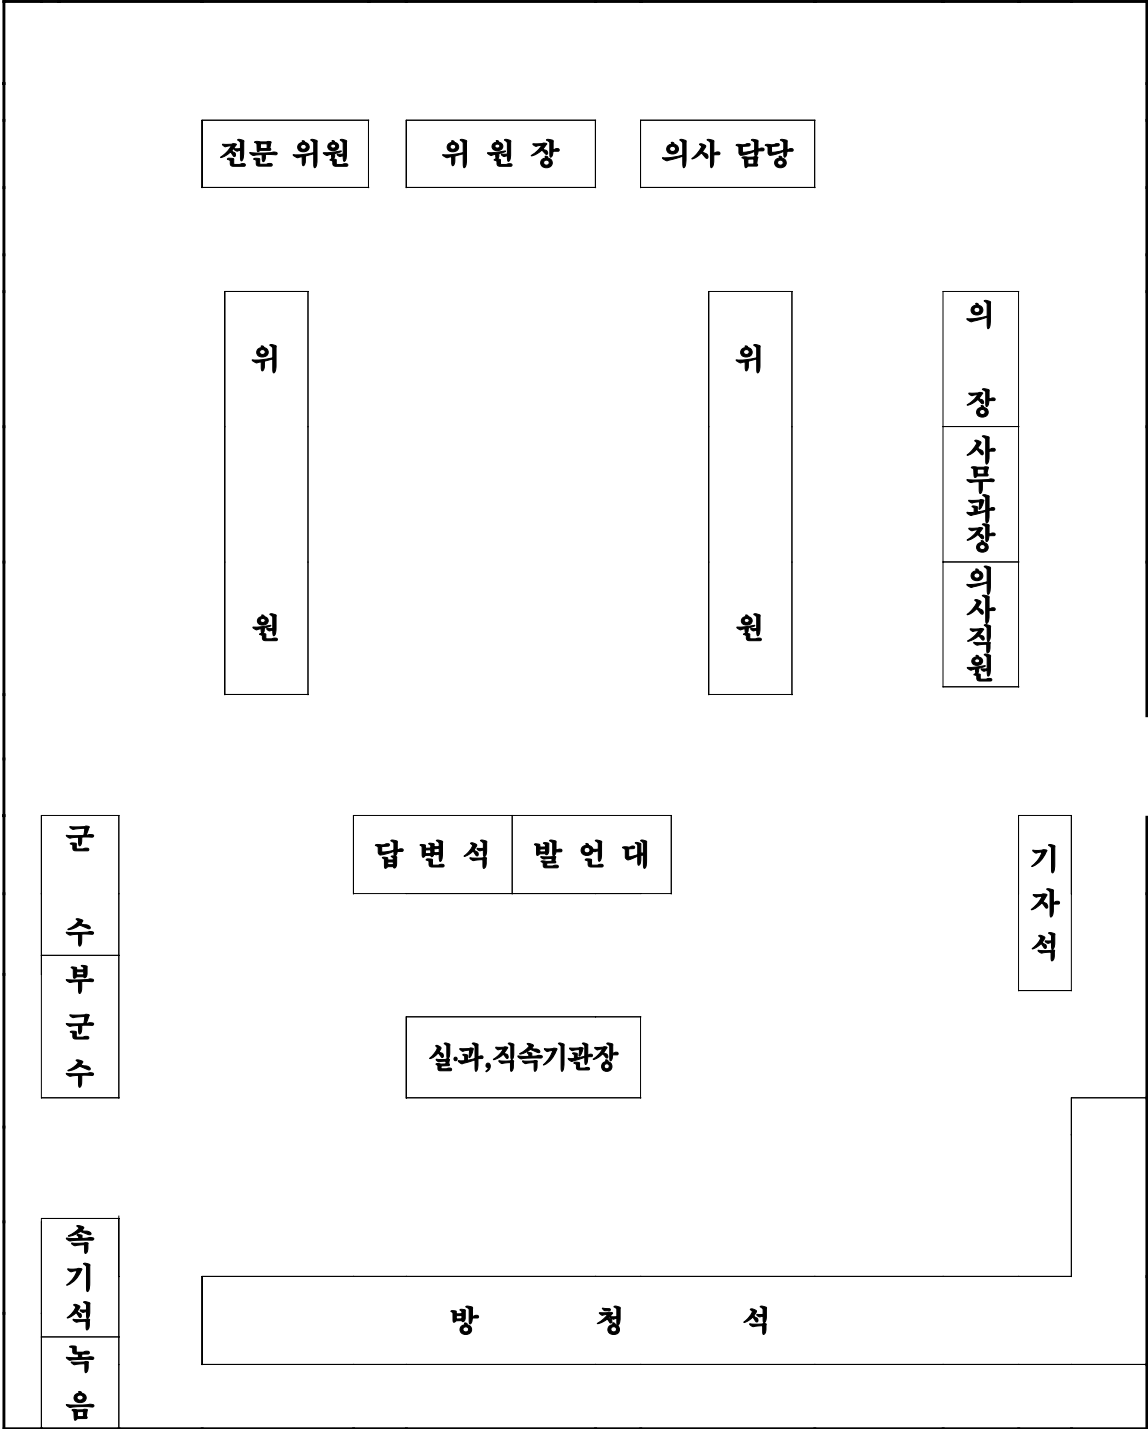 전문 위원
위 원 장
의사 담당
위 원
위 원
의 장
사무과장
의사직원
군 수
부군수
답 변 석
발 언 대
기자석
실·과,직속기관장
속기석
녹음
방 청 석